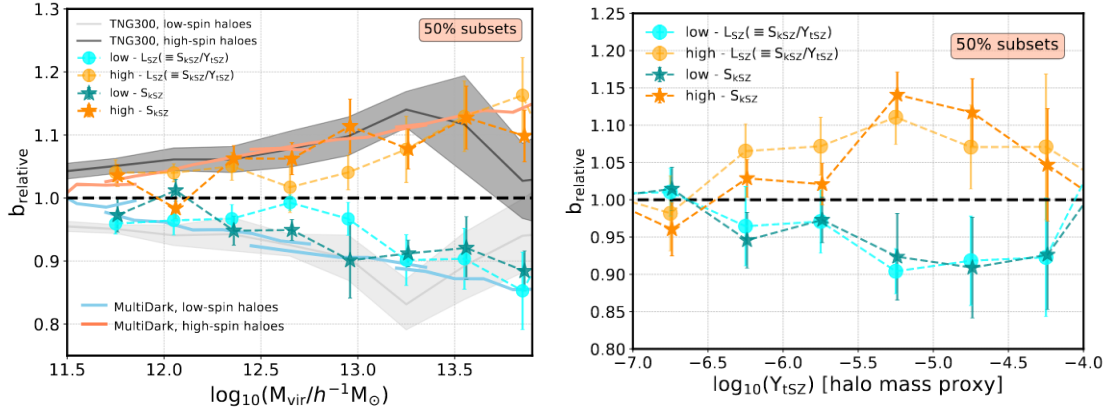 TNG300, low-spin haloes
TNG300, high-spin haloes
low - L_SZ(≡ S_kSZ/Y_tSZ)
high - L_SZ(≡ S_kSZ/Y_tSZ)
low - S_kSZ
high - S_kSZ
50% subsets
MultiDark, low-spin haloes
MultiDark, high-spin haloes
b_relative
1.3
1.2
1.1
1.0
0.9
0.8
11.5 12.0 12.5 13.0 13.5
log₁₀(M_vir/h⁻¹M_⊙)
low - L_SZ(≡ S_kSZ/Y_tSZ)
high - L_SZ(≡ S_kSZ/Y_tSZ)
low - S_kSZ
high - S_kSZ
50% subsets
b_relative
1.25
1.20
1.15
1.10
1.05
1.00
0.95
0.90
0.85
0.80
−7.0 −6.5 −6.0 −5.5 −5.0 −4.5 −4.0
log₁₀(Y_tSZ) [halo mass proxy]